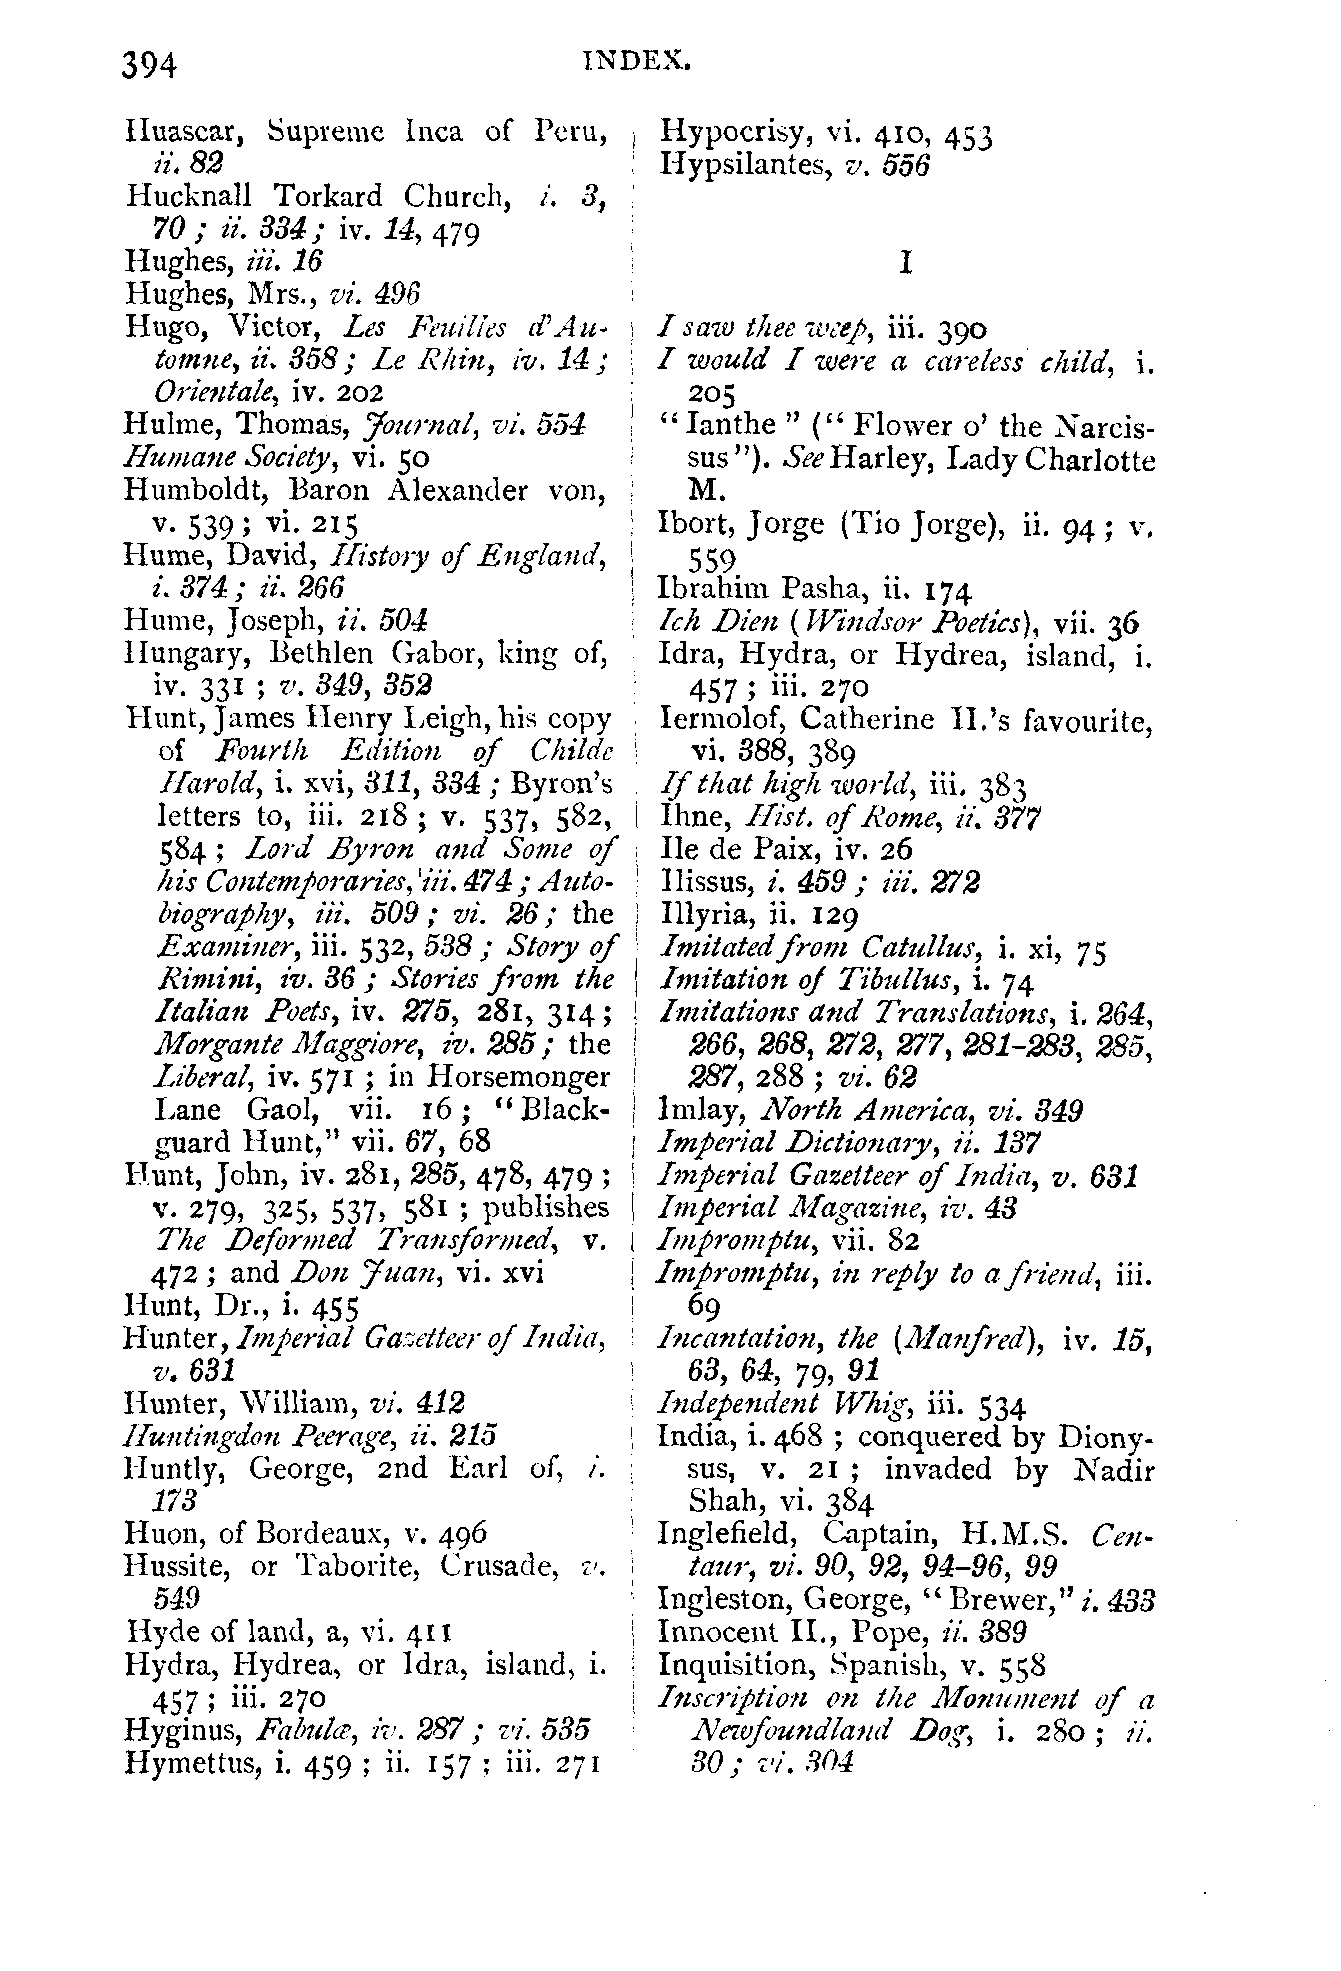 394
INDEX.
Huascar, Supreme Inca of Peru,
ii. 82
Hucknall Torkard Church, i. 3,
70 ; ii. 334 ; iv. 14, 479
Hughes, iii. 16
Hughes, Mrs., vi. 496
Hugo, Victor, Les Feuilles d'Au-
tomne, ii. 358 ; Le Rhin, iv. 14 ;
Orientale, iv. 202
Hulme, Thomas, Journal, vi. 554
Humane Society, vi. 50
Humboldt, Baron Alexander von,
v. 539 ; vi. 215
Hume, David, History of England,
i. 374 ; ii. 266
Hume, Joseph, ii. 504
Hungary, Bethlen Gabor, king of,
iv. 331 ; v. 349, 352
Hunt, James Henry Leigh, his copy
of Fourth Edition of Childe
Harold, i. xvi, 311, 334 ; Byron's
letters to, iii. 218 ; v. 537, 582,
584 ; Lord Byron and Some of
his Contemporaries, iii. 474 ; Auto-
biography, iii. 509 ; vi. 26 ; the
Examiner, iii. 532, 538 ; Story of
Rimini, iv. 36 ; Stories from the
Italian Poets, iv. 275, 281, 314 ;
Morgante Maggiore, iv. 285 ; the
Liberal, iv. 571 ; in Horsemonger
Lane Gaol, vii. 16 ; "Black-
guard Hunt," vii. 67, 68
Hunt, John, iv. 281, 285, 478, 479 ;
v. 279, 325, 537, 581 ; publishes
The Deformed Transformed, v.
472 ; and Don Juan, vi. xvi
Hunt, Dr., i. 455
Hunter, Imperial Gazetteer of India,
v. 631
Hunter, William, vi. 412
Huntingdon Peerage, ii. 215
Huntly, George, 2nd Earl of, i.
173
Huon, of Bordeaux, v. 496
Hussite, or Taborite, Crusade, v.
549
Hyde of land, a, vi. 411
Hydra, Hydrea, or Idra, island, i.
457 ; iii. 270
Hyginus, Fabulæ, iv. 287 ; vi. 535
Hymettus, i. 459 ; ii. 157 ; iii. 271
Hypocrisy, vi. 410, 453
Hypsilantes, v. 556
I
I saw thee weep, iii. 390
I would I were a careless child, i.
205
"Ianthe" ("Flower o' the Narcis-
sus"). See Harley, Lady Charlotte
M.
Ibort, Jorge (Tio Jorge), ii. 94 ; v.
559
Ibrahim Pasha, ii. 174
Ich Dien (Windsor Poetics), vii. 36
Idra, Hydra, or Hydrea, island, i.
457 ; iii. 270
Iermolof, Catherine II.'s favourite,
vi. 388, 389
If that high world, iii. 383
Ihne, Hist. of Rome, ii. 377
Ile de Paix, iv. 26
Ilissus, i. 459 ; iii. 272
Illyria, ii. 129
Imitated from Catullus, i. xi, 75
Imitation of Tibullus, i. 74
Imitations and Translations, i. 264,
266, 268, 272, 277, 281–283, 285,
287, 288 ; vi. 62
Imlay, North America, vi. 349
Imperial Dictionary, ii. 137
Imperial Gazetteer of India, v. 631
Imperial Magazine, iv. 43
Impromptu, vii. 82
Impromptu, in reply to a friend, iii.
69
Incantation, the (Manfred), iv. 15,
63, 64, 79, 91
Independent Whig, iii. 534
India, i. 468 ; conquered by Diony-
sus, v. 21 ; invaded by Nadir
Shah, vi. 384
Inglefield, Captain, H.M.S. Cen-
taur, vi. 90, 92, 94–96, 99
Ingleston, George, "Brewer," i. 433
Innocent II., Pope, ii. 389
Inquisition, Spanish, v. 558
Inscription on the Monument of a
Newfoundland Dog, i. 280 ; ii.
30 ; vi. 304